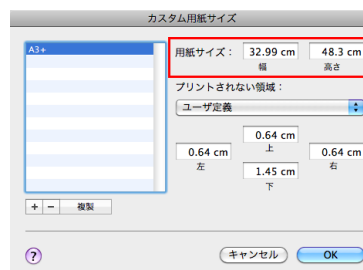 カスタム用紙サイズ
A3+
用紙サイズ： 32.99 cm 48.3 cm
幅 高さ
プリントされない領域：
ユーザ定義
0.64 cm
上
0.64 cm 0.64 cm
左 右
1.45 cm
下
+ − 複製
? キャンセル OK